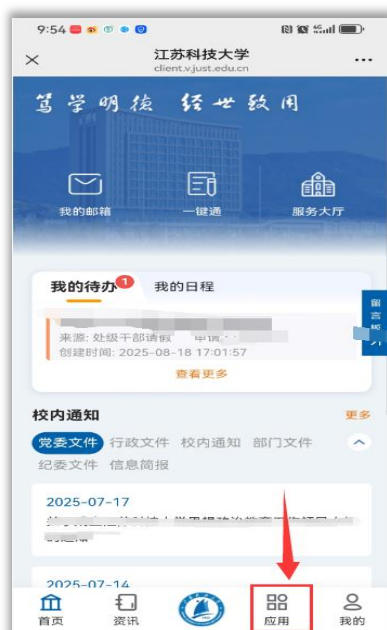 9:54
江苏科技大学
client.v.just.edu.cn
笃学明德 经世致用
我的邮箱 一键通 服务大厅
我的待办 1 我的日程
来源: 处级干部请假 申请
创建时间: 2025-08-18 17:01:57
查看更多
留言
校内通知 更多
党委文件 行政文件 校内通知 部门文件
纪委文件 信息简报
2025-07-17
2025-07-14
首页 资讯 应用 我的